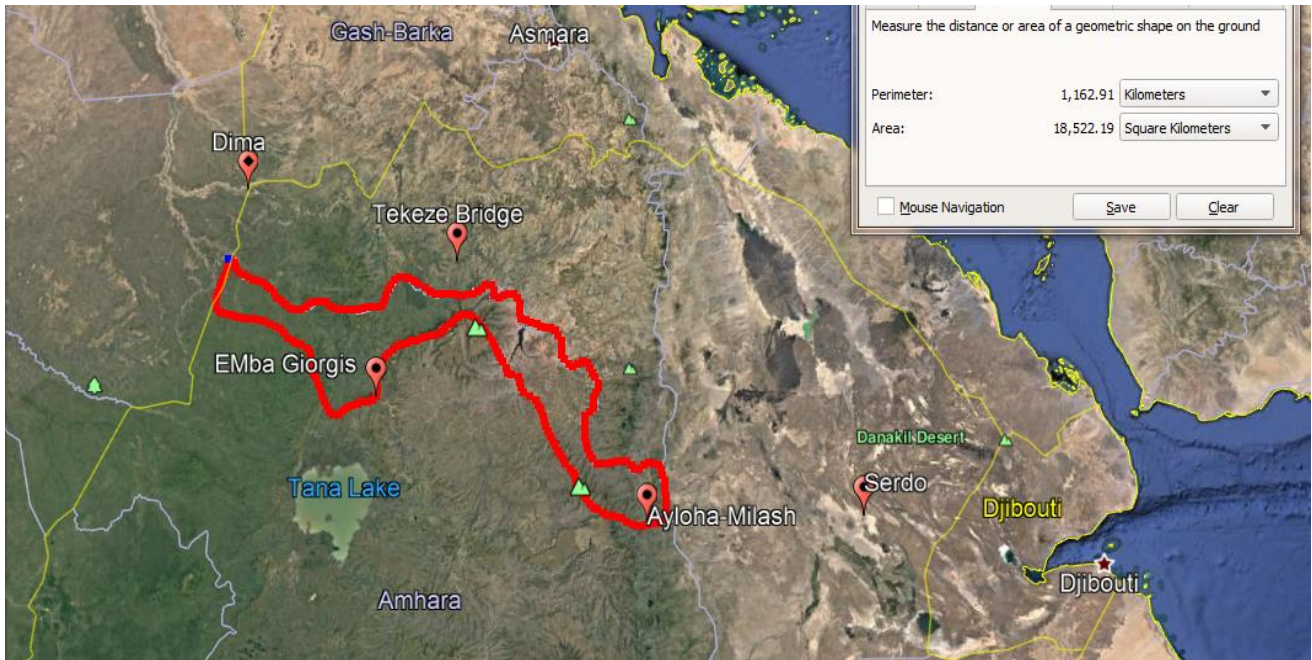 Gash-Barka
Asmara
Measure the distance or area of a geometric shape on the ground
Perimeter: 1,162.91 Kilometers
Area: 18,522.19 Square Kilometers
Mouse Navigation Save Clear
Dima
Tekeze Bridge
EMba Giorgis
Danakil Desert
Tana Lake
Serdo
Ayloha-Milash
Djibouti
Djibouti
Amhara